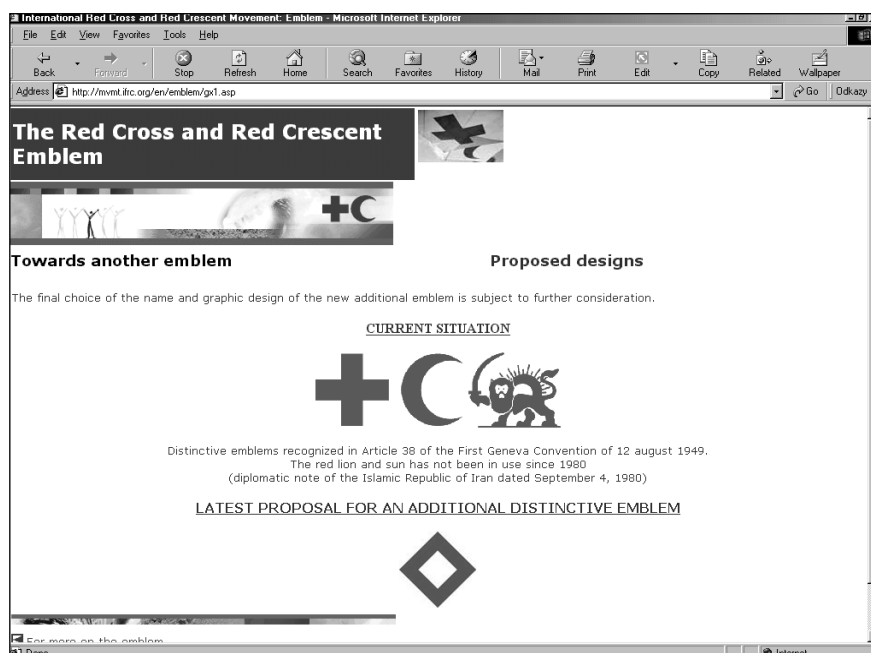 International Red Cross and Red Crescent Movement: Emblem - Microsoft Internet Explorer
File Edit View Favorites Tools Help
Back Forward Stop Refresh Home Search Favorites History Mail Print Edit Copy Related Wallpaper
Address http://mvmt.ifrc.org/en/emblem/gx1.asp Go Odkazy
The Red Cross and Red Crescent
Emblem
Towards another emblem Proposed designs
The final choice of the name and graphic design of the new additional emblem is subject to further consideration.
CURRENT SITUATION
Distinctive emblems recognized in Article 38 of the First Geneva Convention of 12 august 1949.
The red lion and sun has not been in use since 1980
(diplomatic note of the Islamic Republic of Iran dated September 4, 1980)
LATEST PROPOSAL FOR AN ADDITIONAL DISTINCTIVE EMBLEM
For more on the emblem
Done Internet